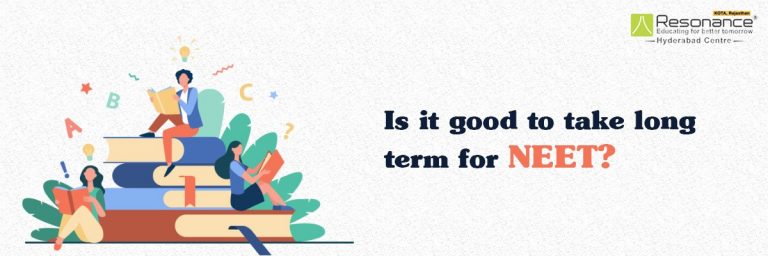 KOTA, Rajasthan
Resonance®
Educating for better tomorrow
Hyderabad Centre
A
B
C
?
!
Is it good to take long
term for NEET?